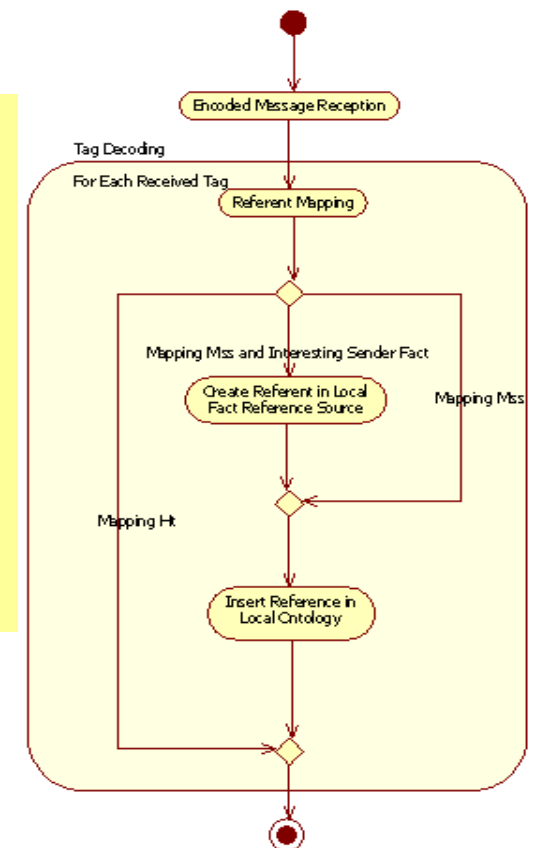 Encoded Message Reception
Tag Decoding
For Each Received Tag
Referent Mapping
Mapping Mss and Interesting Sender Fact
Create Referent in Local
Fact Reference Source
Mapping Mss
Mapping Ht
Insert Reference in
Local Cntology